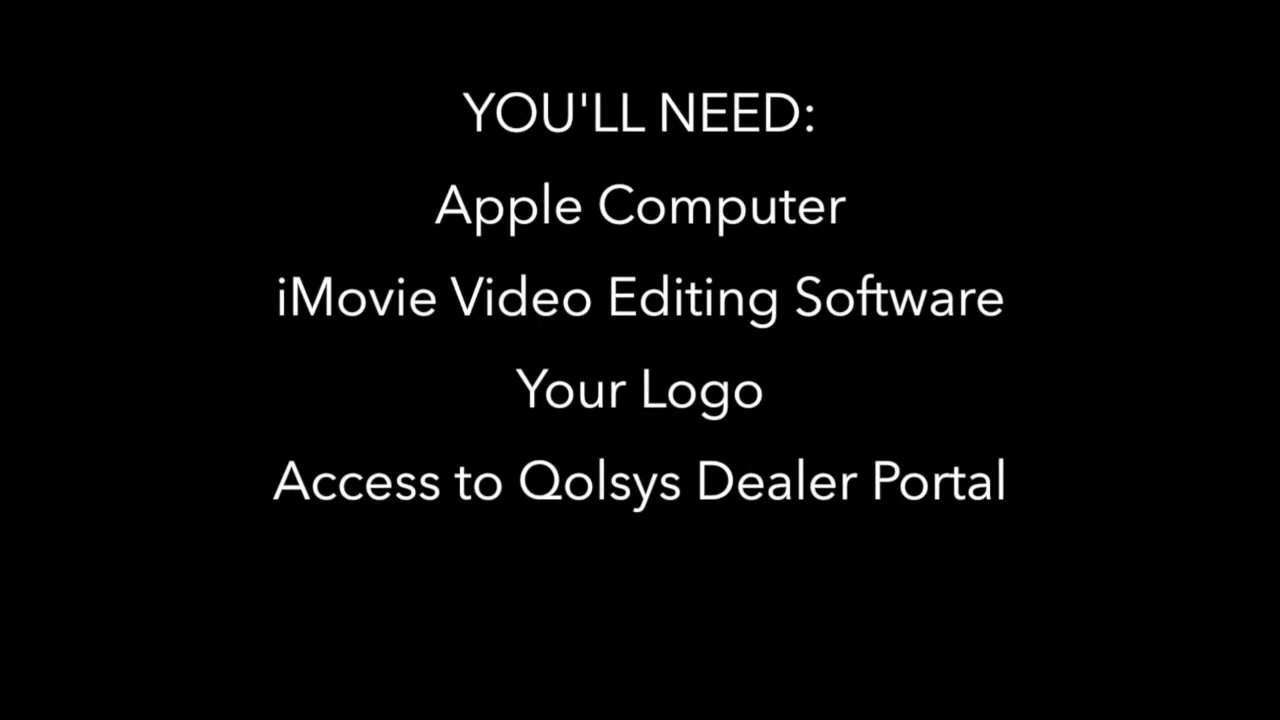 YOU'LL NEED:
Apple Computer
iMovie Video Editing Software
Your Logo
Access to Qolsys Dealer Portal